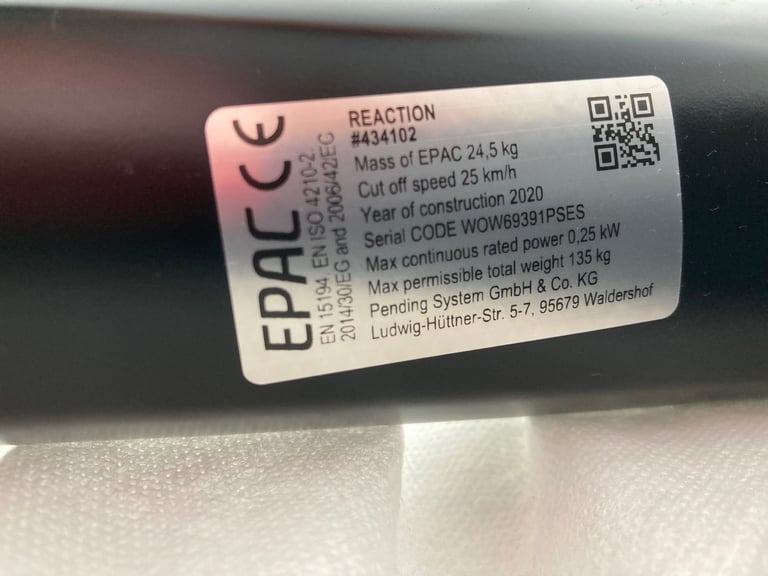 EPAC CE
EN 15194, EN ISO 4210-2,
2014/30/EG and 2006/42/EC
REACTION
#434102
Mass of EPAC 24,5 kg
Cut off speed 25 km/h
Year of construction 2020
Serial CODE WOW69391PSES
Max continuous rated power 0,25 kW
Max permissible total weight 135 kg
Pending System GmbH & Co. KG
Ludwig-Hüttner-Str. 5-7, 95679 Waldershof